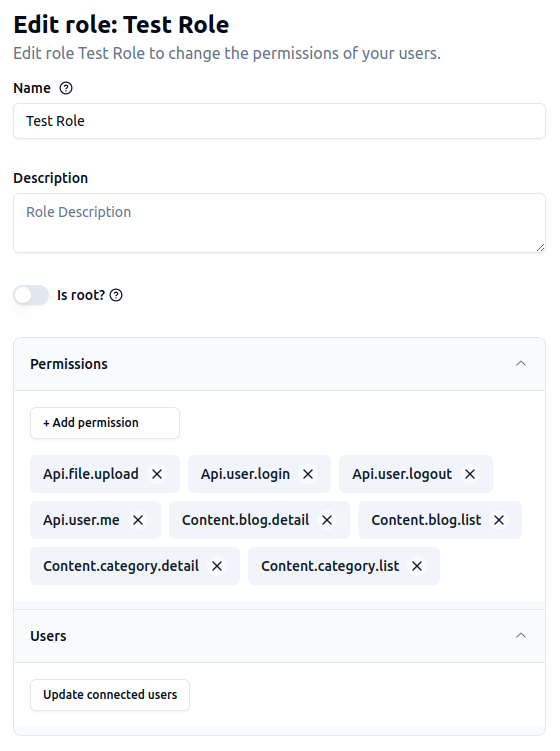 Edit role: Test Role
Edit role Test Role to change the permissions of your users.
Name
Test Role
Description
Role Description
Is root?
Permissions
+ Add permission
Api.file.upload Api.user.login Api.user.logout
Api.user.me Content.blog.detail Content.blog.list
Content.category.detail Content.category.list
Users
Update connected users